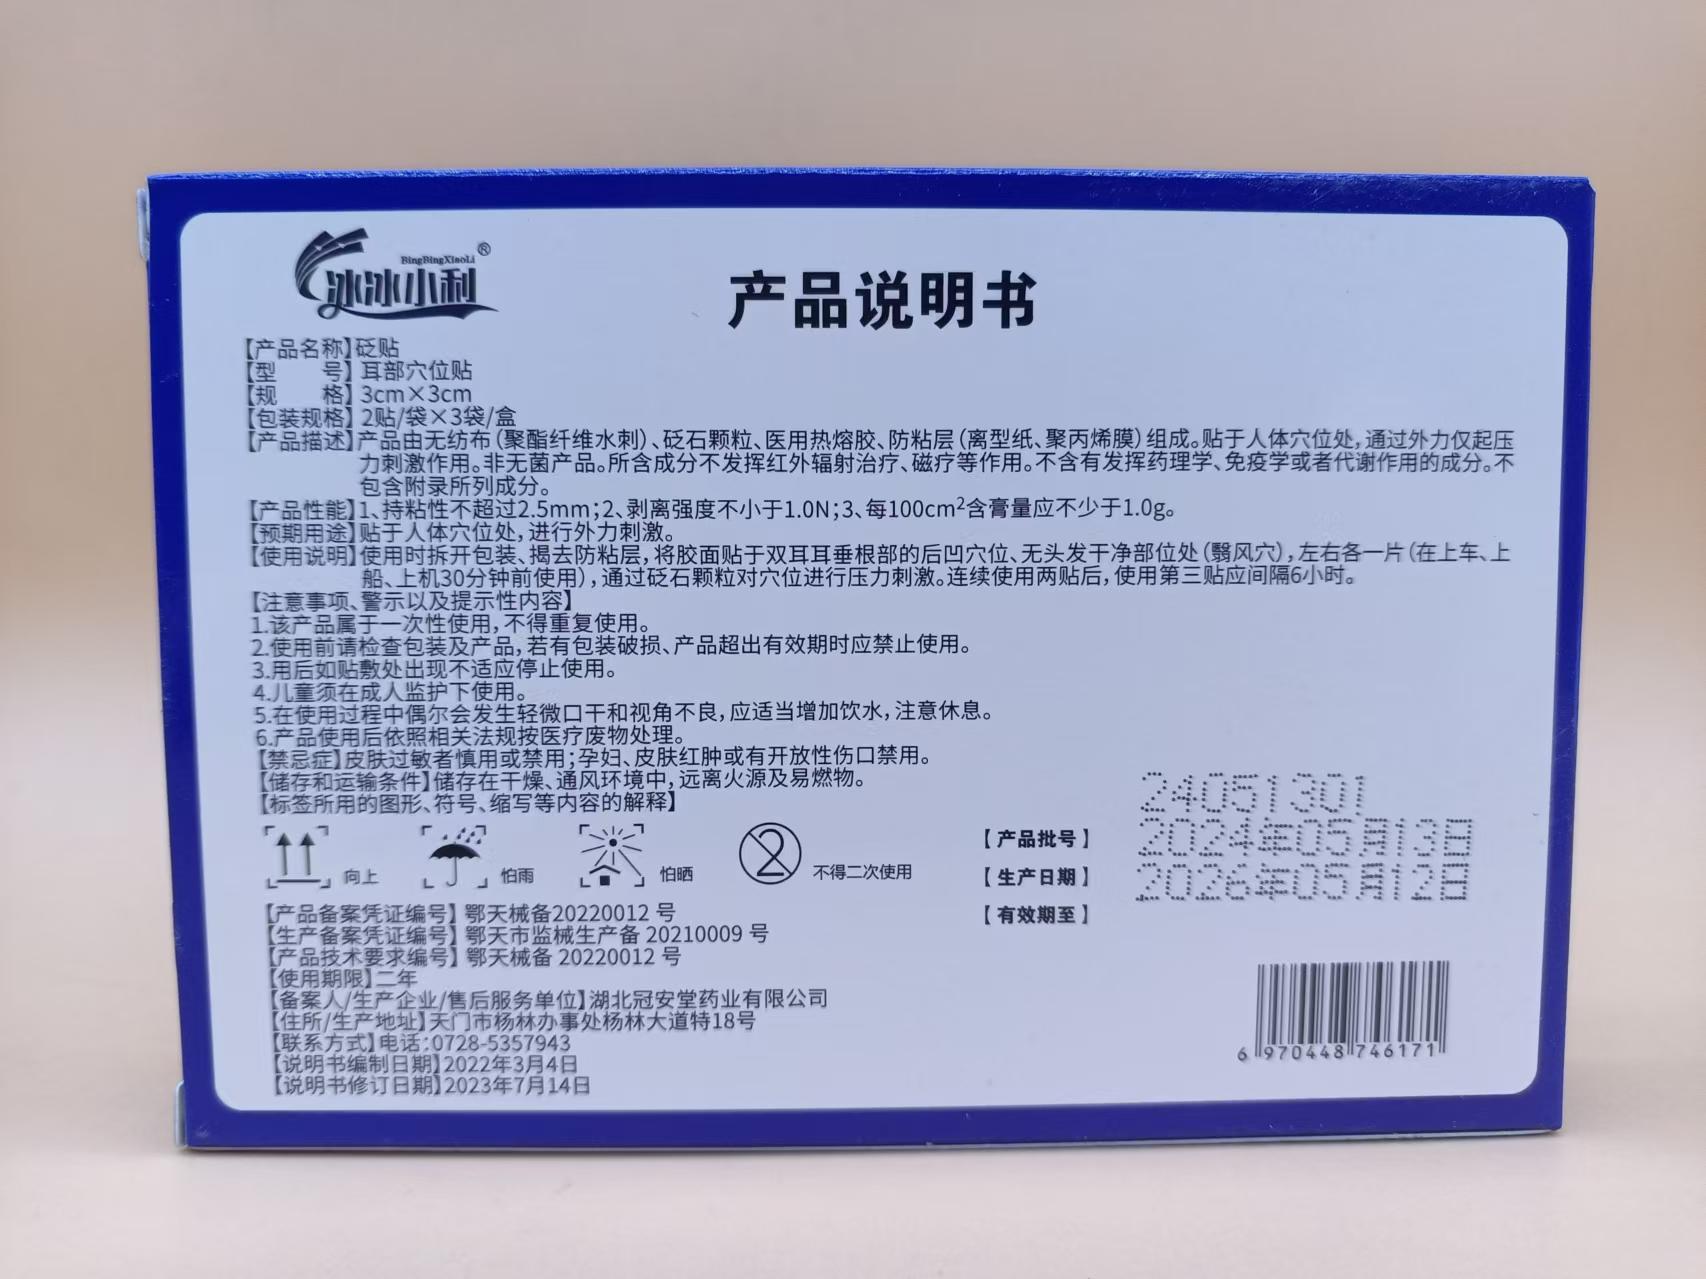 BingBingXiaoLi®
冰冰小利
产品说明书
【产品名称】砭贴
【型 号】耳部穴位贴
【规 格】3cm×3cm
【包装规格】2贴/袋×3袋/盒
【产品描述】产品由无纺布(聚酯纤维水刺)、砭石颗粒、医用热熔胶、防粘层(离型纸、聚丙烯膜)组成。贴于人体穴位处,通过外力仅起压
力刺激作用。非无菌产品。所含成分不发挥红外辐射治疗、磁疗等作用。不含有发挥药理学、免疫学或者代谢作用的成分。不
包含附录所列成分。
【产品性能】1、持粘性不超过2.5mm;2、剥离强度不小于1.0N;3、每100cm²含膏量应不少于1.0g。
【预期用途】贴于人体穴位处,进行外力刺激。
【使用说明】使用时拆开包装、揭去防粘层,将胶面贴于双耳耳垂根部的后凹穴位、无头发干净部位处(翳风穴),左右各一片(在上车、上
船、上机30分钟前使用),通过砭石颗粒对穴位进行压力刺激。连续使用两贴后,使用第三贴应间隔6小时。
【注意事项、警示以及提示性内容】
1.该产品属于一次性使用,不得重复使用。
2.使用前请检查包装及产品,若有包装破损、产品超出有效期时应禁止使用。
3.用后如贴敷处出现不适应停止使用。
4.儿童须在成人监护下使用。
5.在使用过程中偶尔会发生轻微口干和视角不良,应适当增加饮水,注意休息。
6.产品使用后依照相关法规按医疗废物处理。
【禁忌症】皮肤过敏者慎用或禁用;孕妇、皮肤红肿或有开放性伤口禁用。
【储存和运输条件】储存在干燥、通风环境中,远离火源及易燃物。
【标签所用的图形、符号、缩写等内容的解释】
向上 怕雨 怕晒 2 不得二次使用
【产品批号】 24051301
【生产日期】 2024年05月13日
【有效期至】 2026年05月12日
【产品备案凭证编号】鄂天械备20220012 号
【生产备案凭证编号】鄂天市监械生产备 20210009 号
【产品技术要求编号】鄂天械备 20220012 号
【使用期限】二年
【备案人/生产企业/售后服务单位】湖北冠安堂药业有限公司
【住所/生产地址】天门市杨林办事处杨林大道特18号
【联系方式】电话:0728-5357943
【说明书编制日期】2022年3月4日
【说明书修订日期】2023年7月14日
6 970448 746171